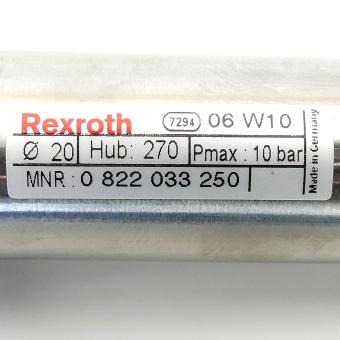 Rexroth 7294 06 W10
Ø 20 Hub: 270 Pmax : 10 bar
MNR : 0 822 033 250
Made in Germany